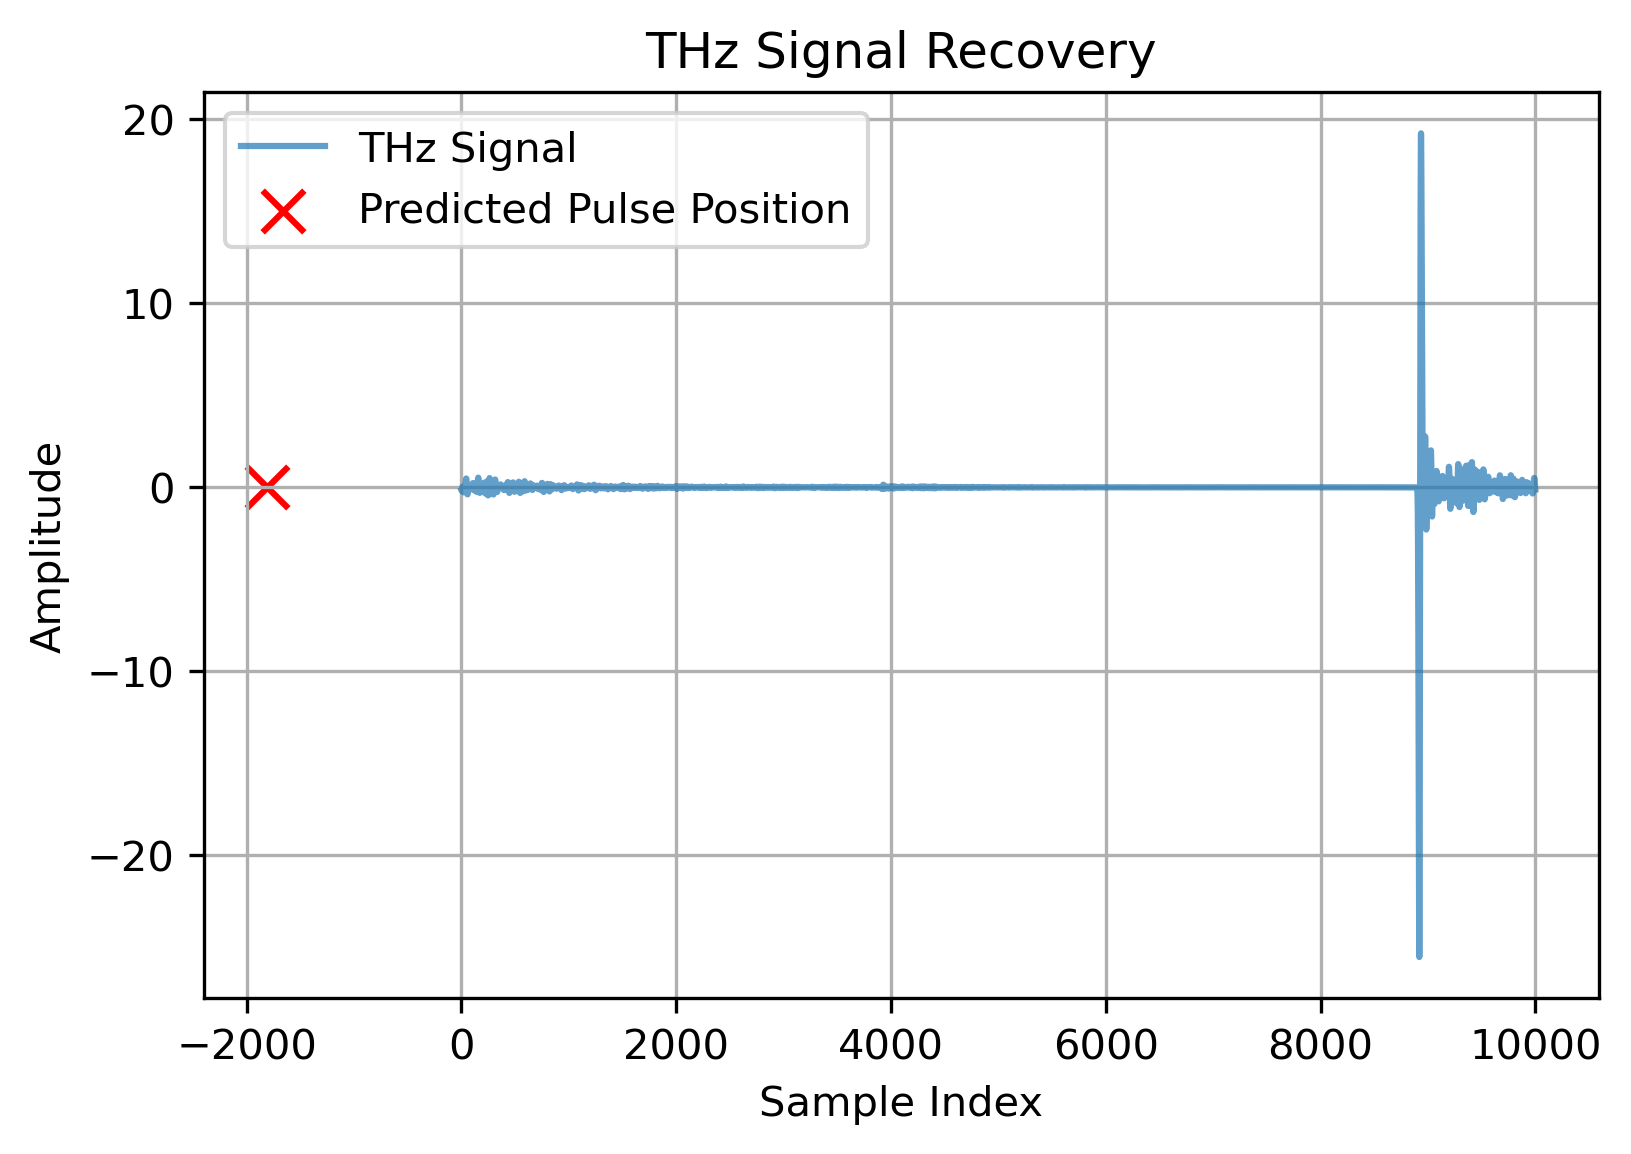 THz Signal Recovery
THz Signal
Predicted Pulse Position
20
10
0
−10
−20
Amplitude
−2000 0 2000 4000 6000 8000 10000
Sample Index